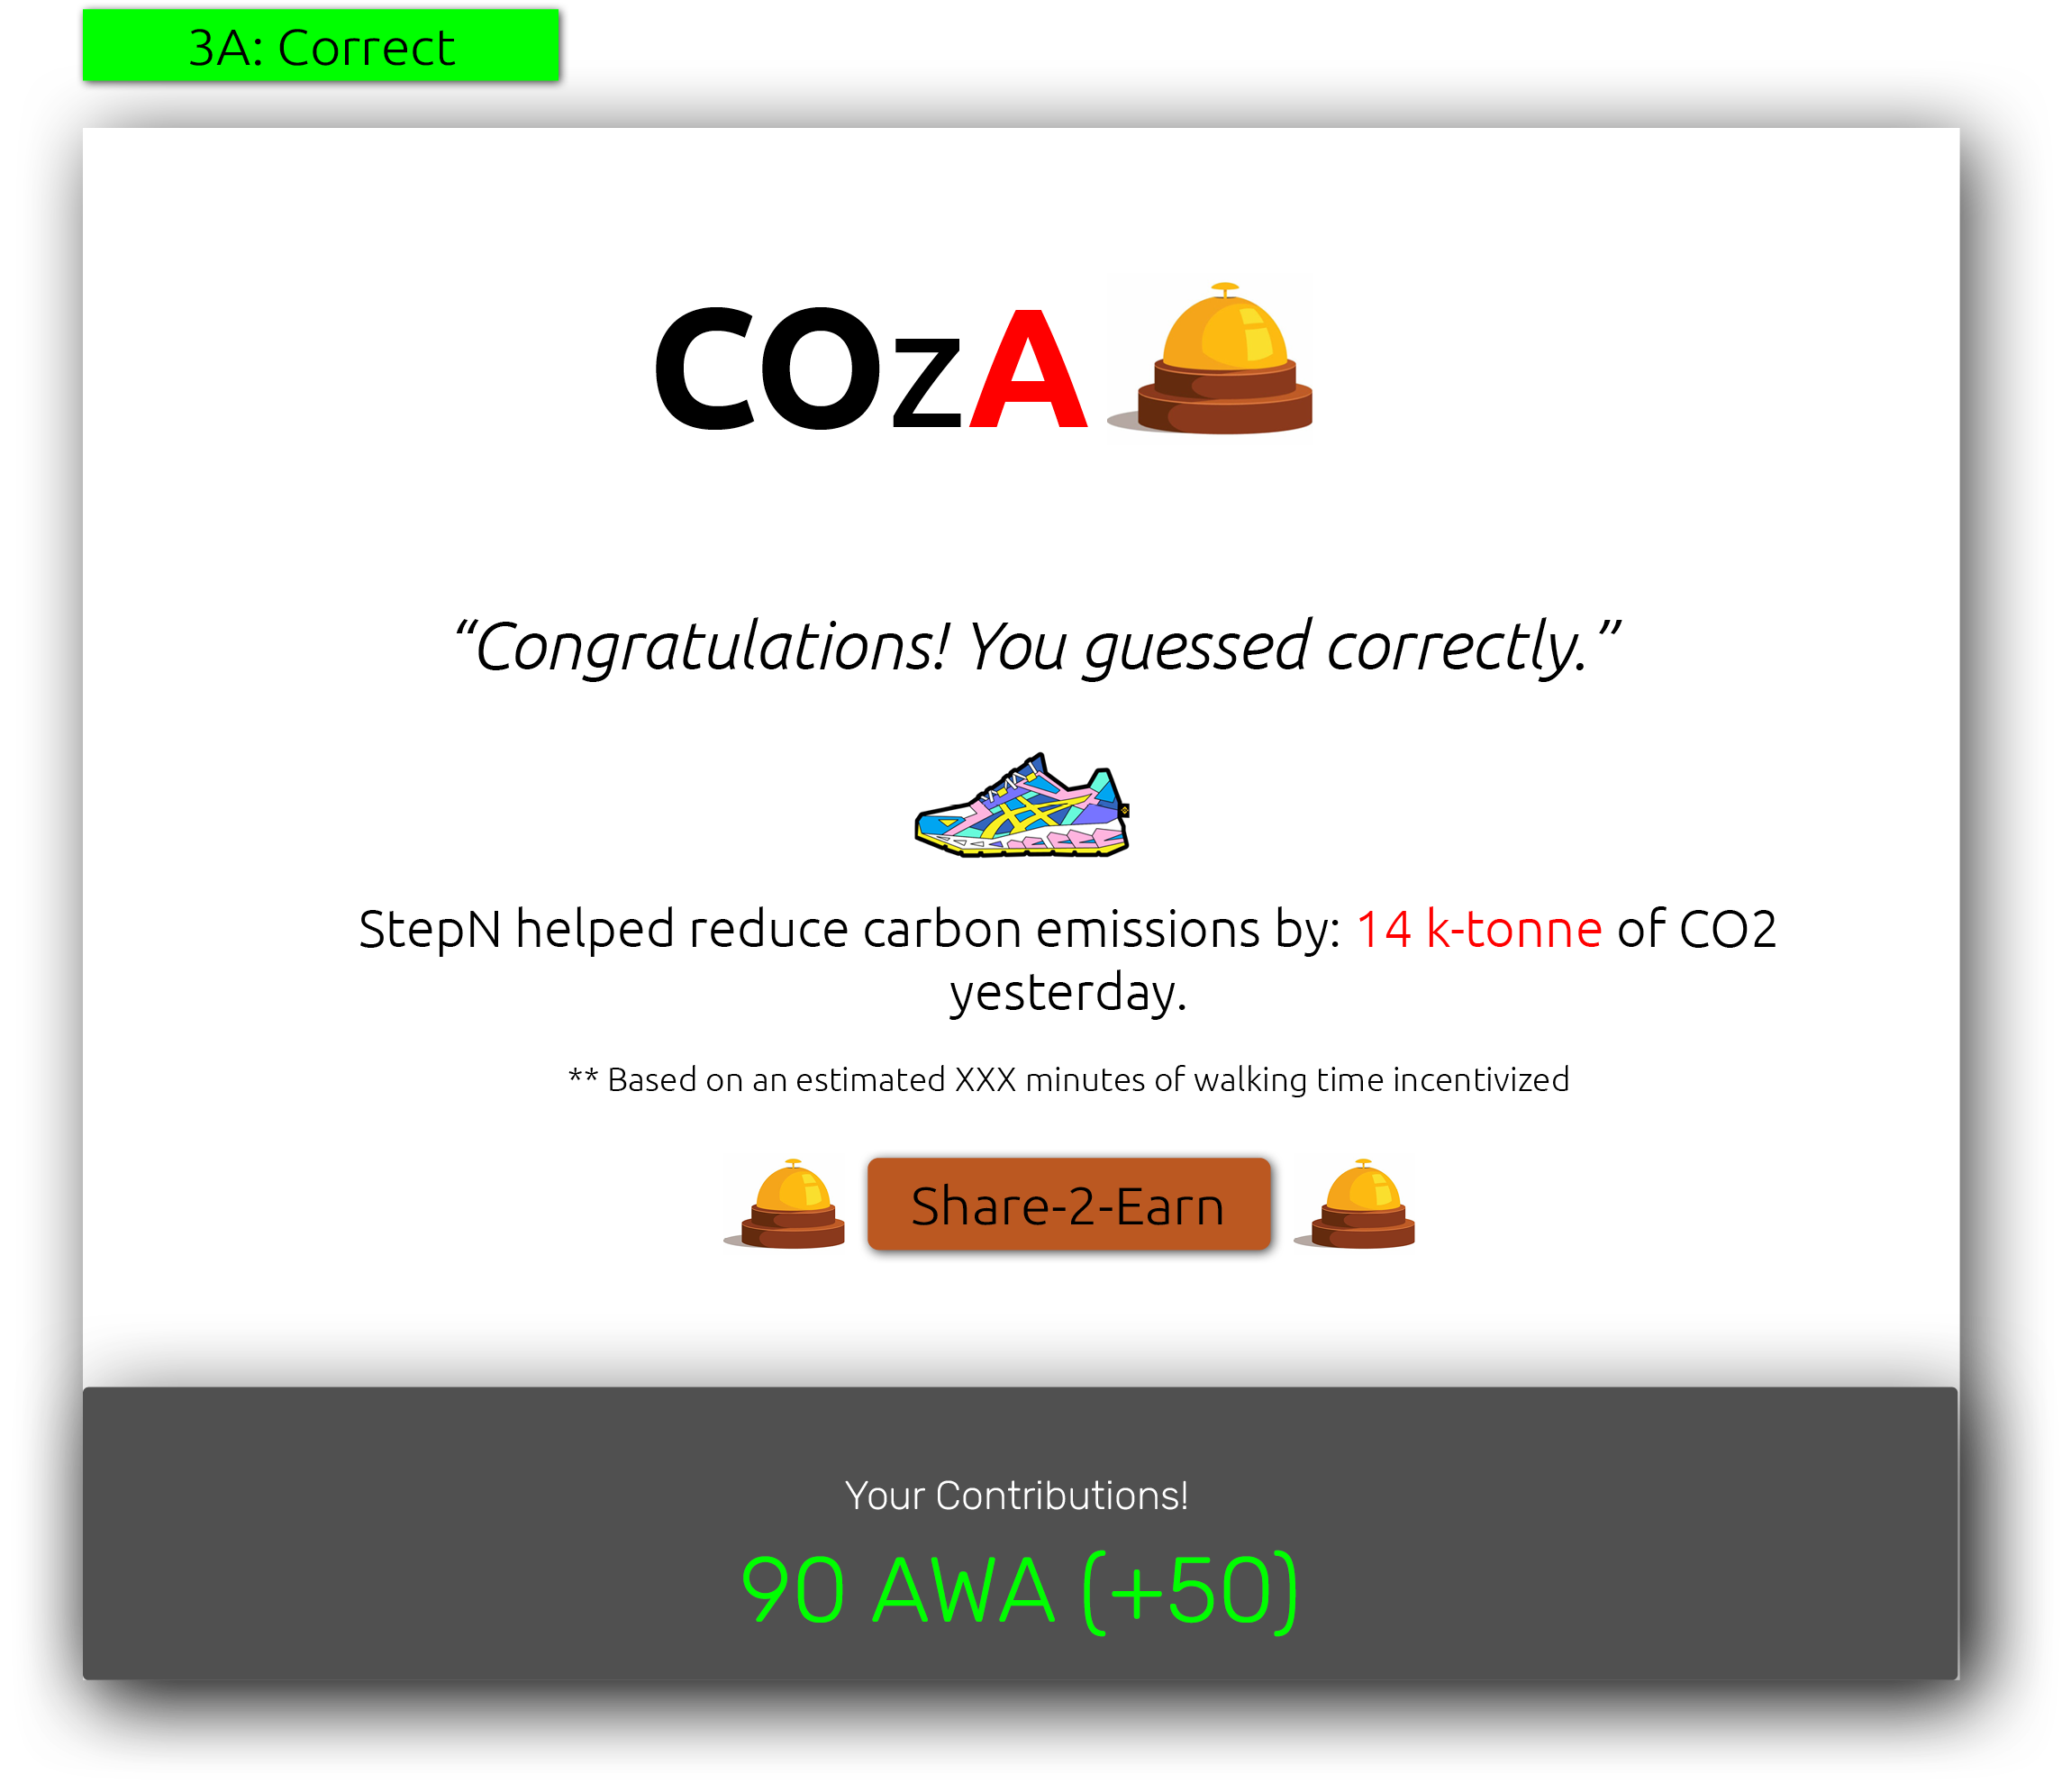 3A: Correct
COzA
“Congratulations! You guessed correctly.”
StepN helped reduce carbon emissions by: 14 k-tonne of CO2
yesterday.
** Based on an estimated XXX minutes of walking time incentivized
Share-2-Earn
Your Contributions!
90 AWA (+50)